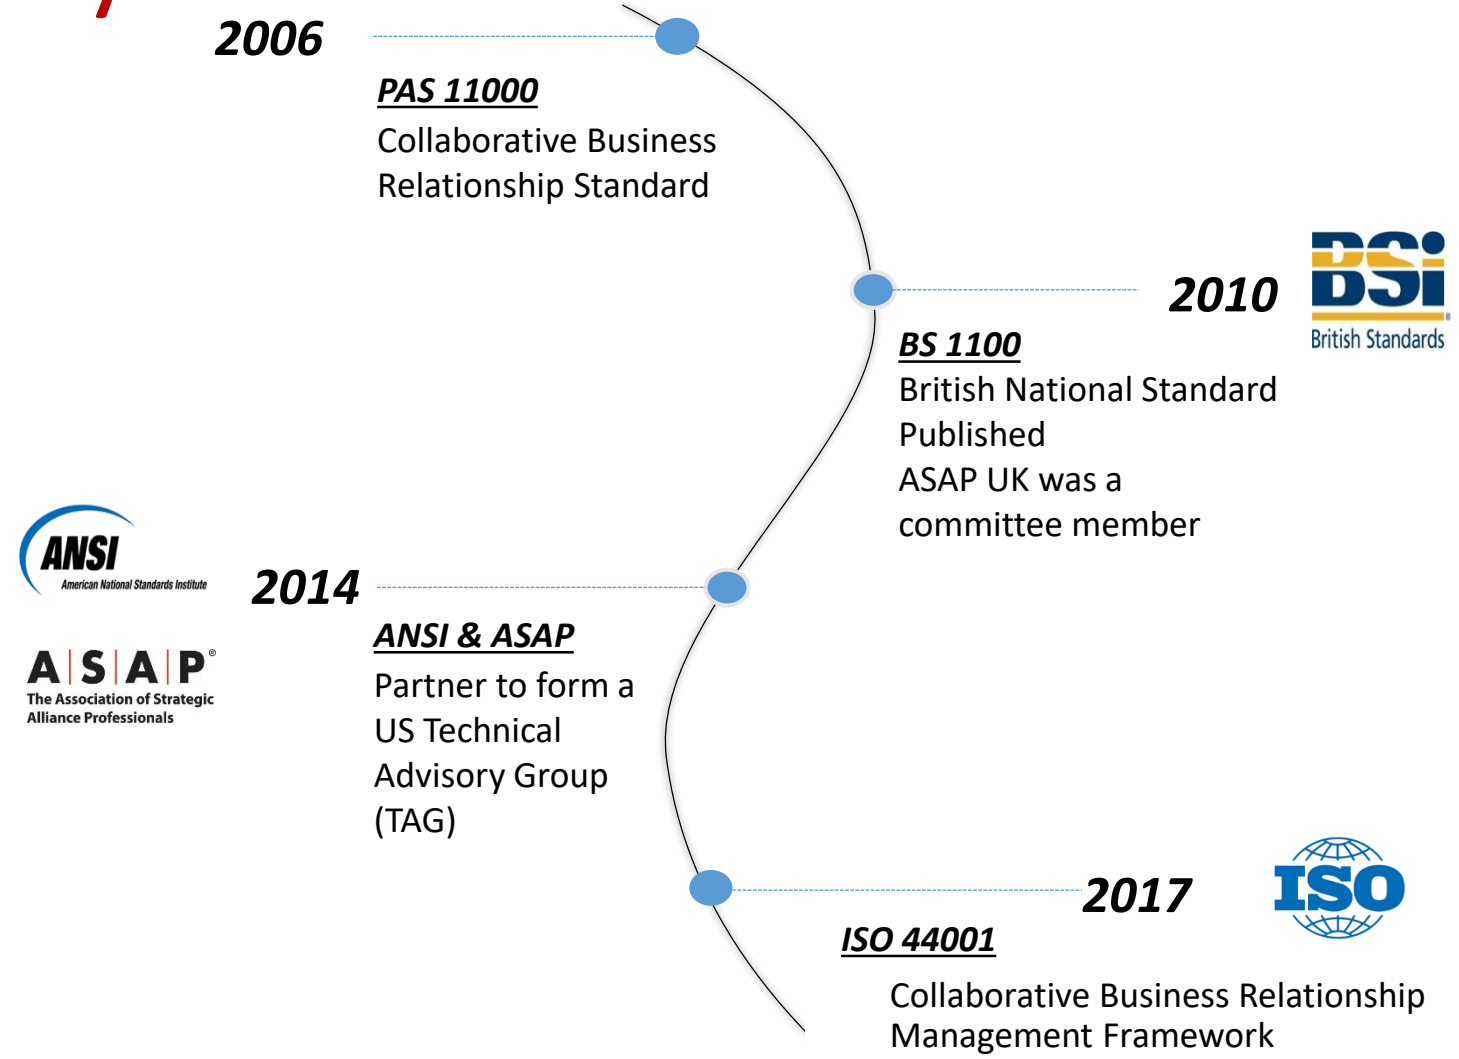 2006
PAS 11000
Collaborative Business
Relationship Standard
2010
BSi
British Standards
BS 1100
British National Standard
Published
ASAP UK was a
committee member
ANSI
American National Standards Institute
2014
A|S|A|P®
The Association of Strategic
Alliance Professionals
ANSI & ASAP
Partner to form a
US Technical
Advisory Group
(TAG)
2017
ISO
ISO 44001
Collaborative Business Relationship
Management Framework